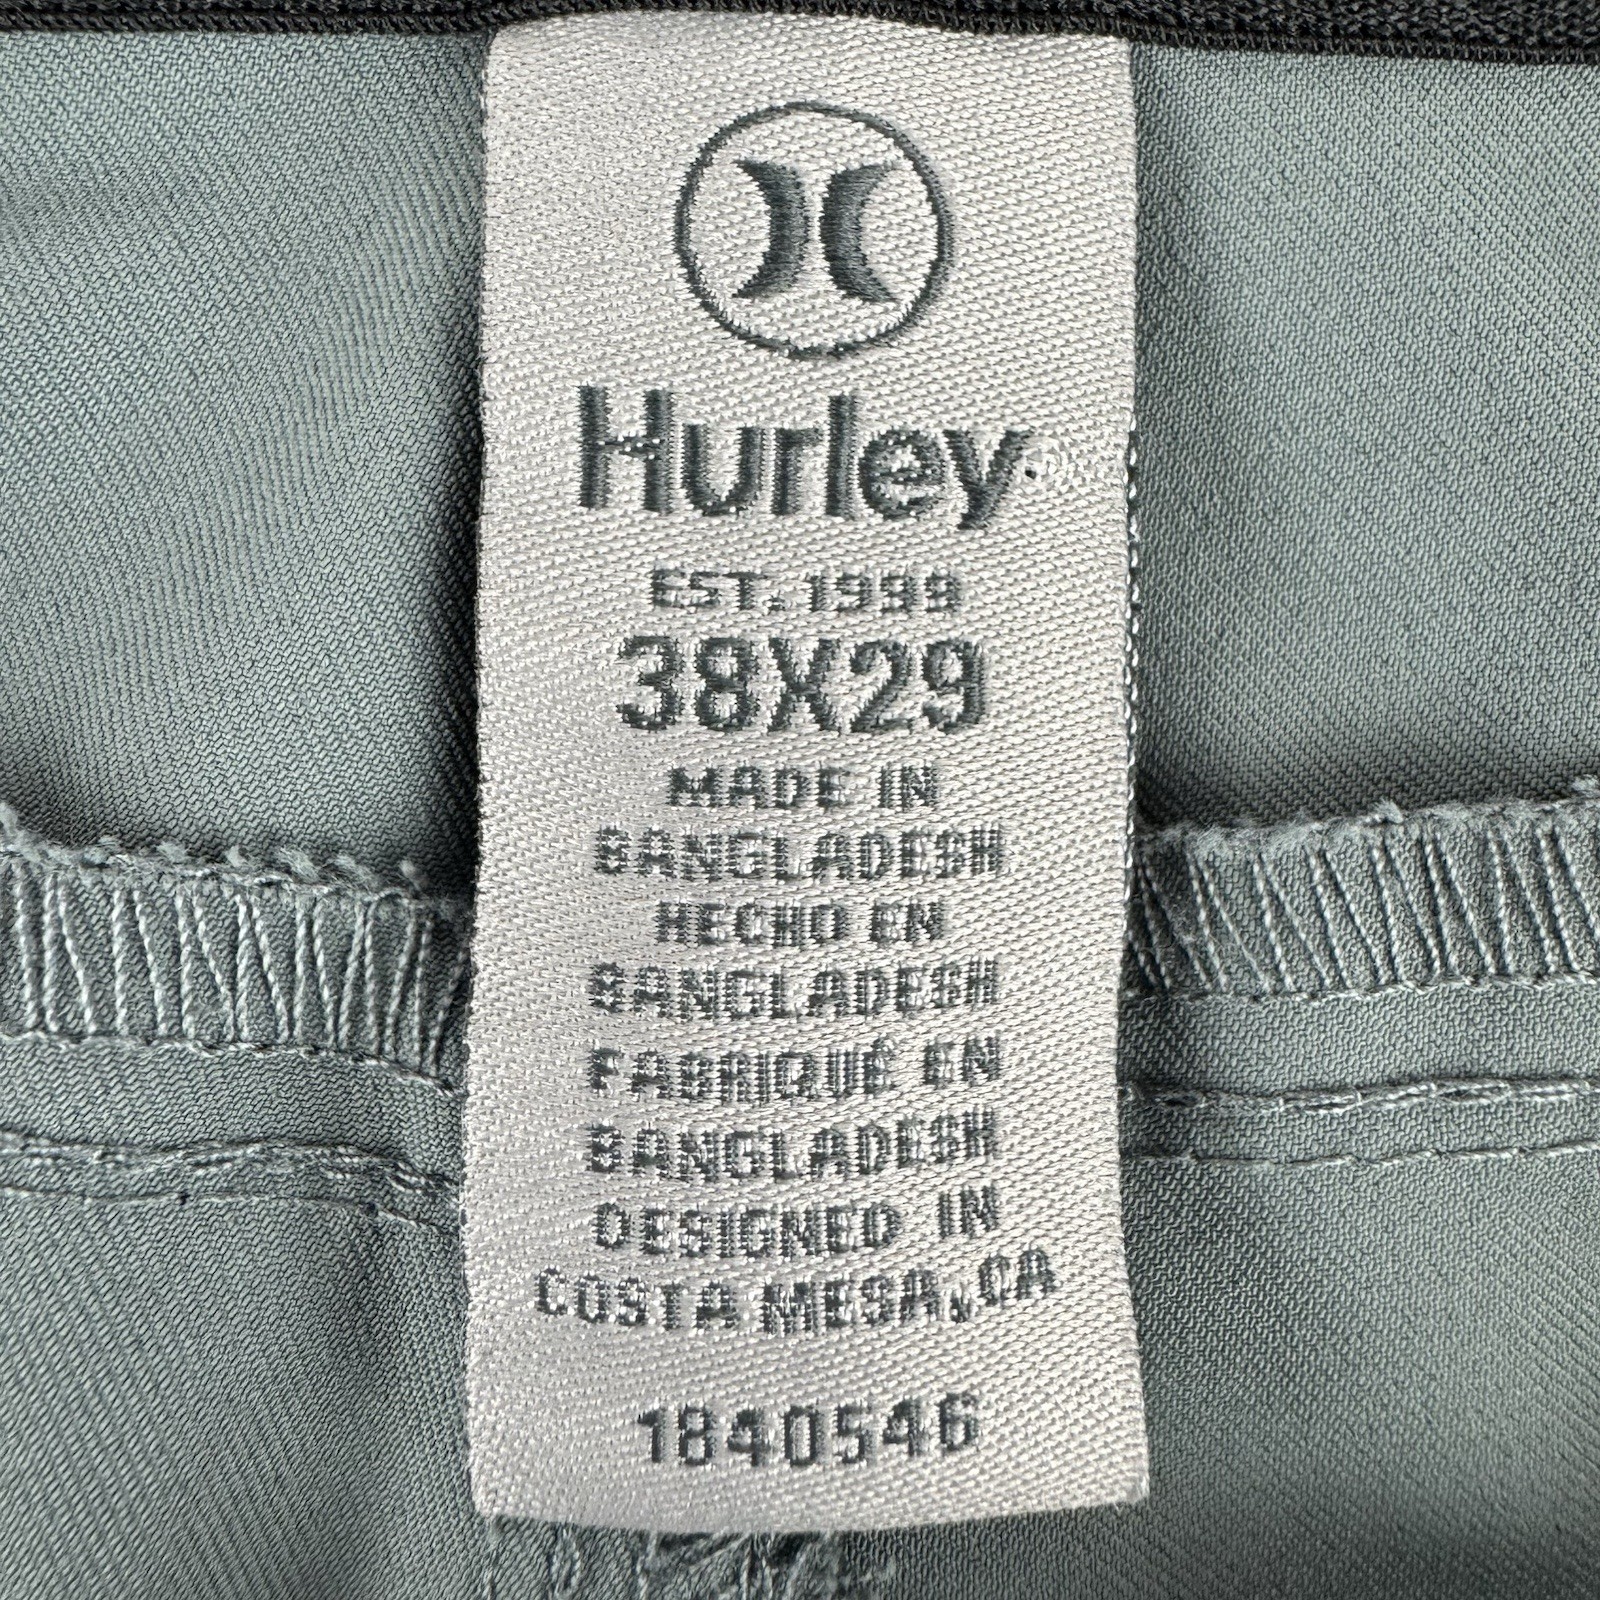 Hurley
EST. 1999
38X29
MADE IN
BANGLADESH
HECHO EN
BANGLADESH
FABRIQUÉ EN
BANGLADESH
DESIGNED IN
COSTA MESA, CA
1840546